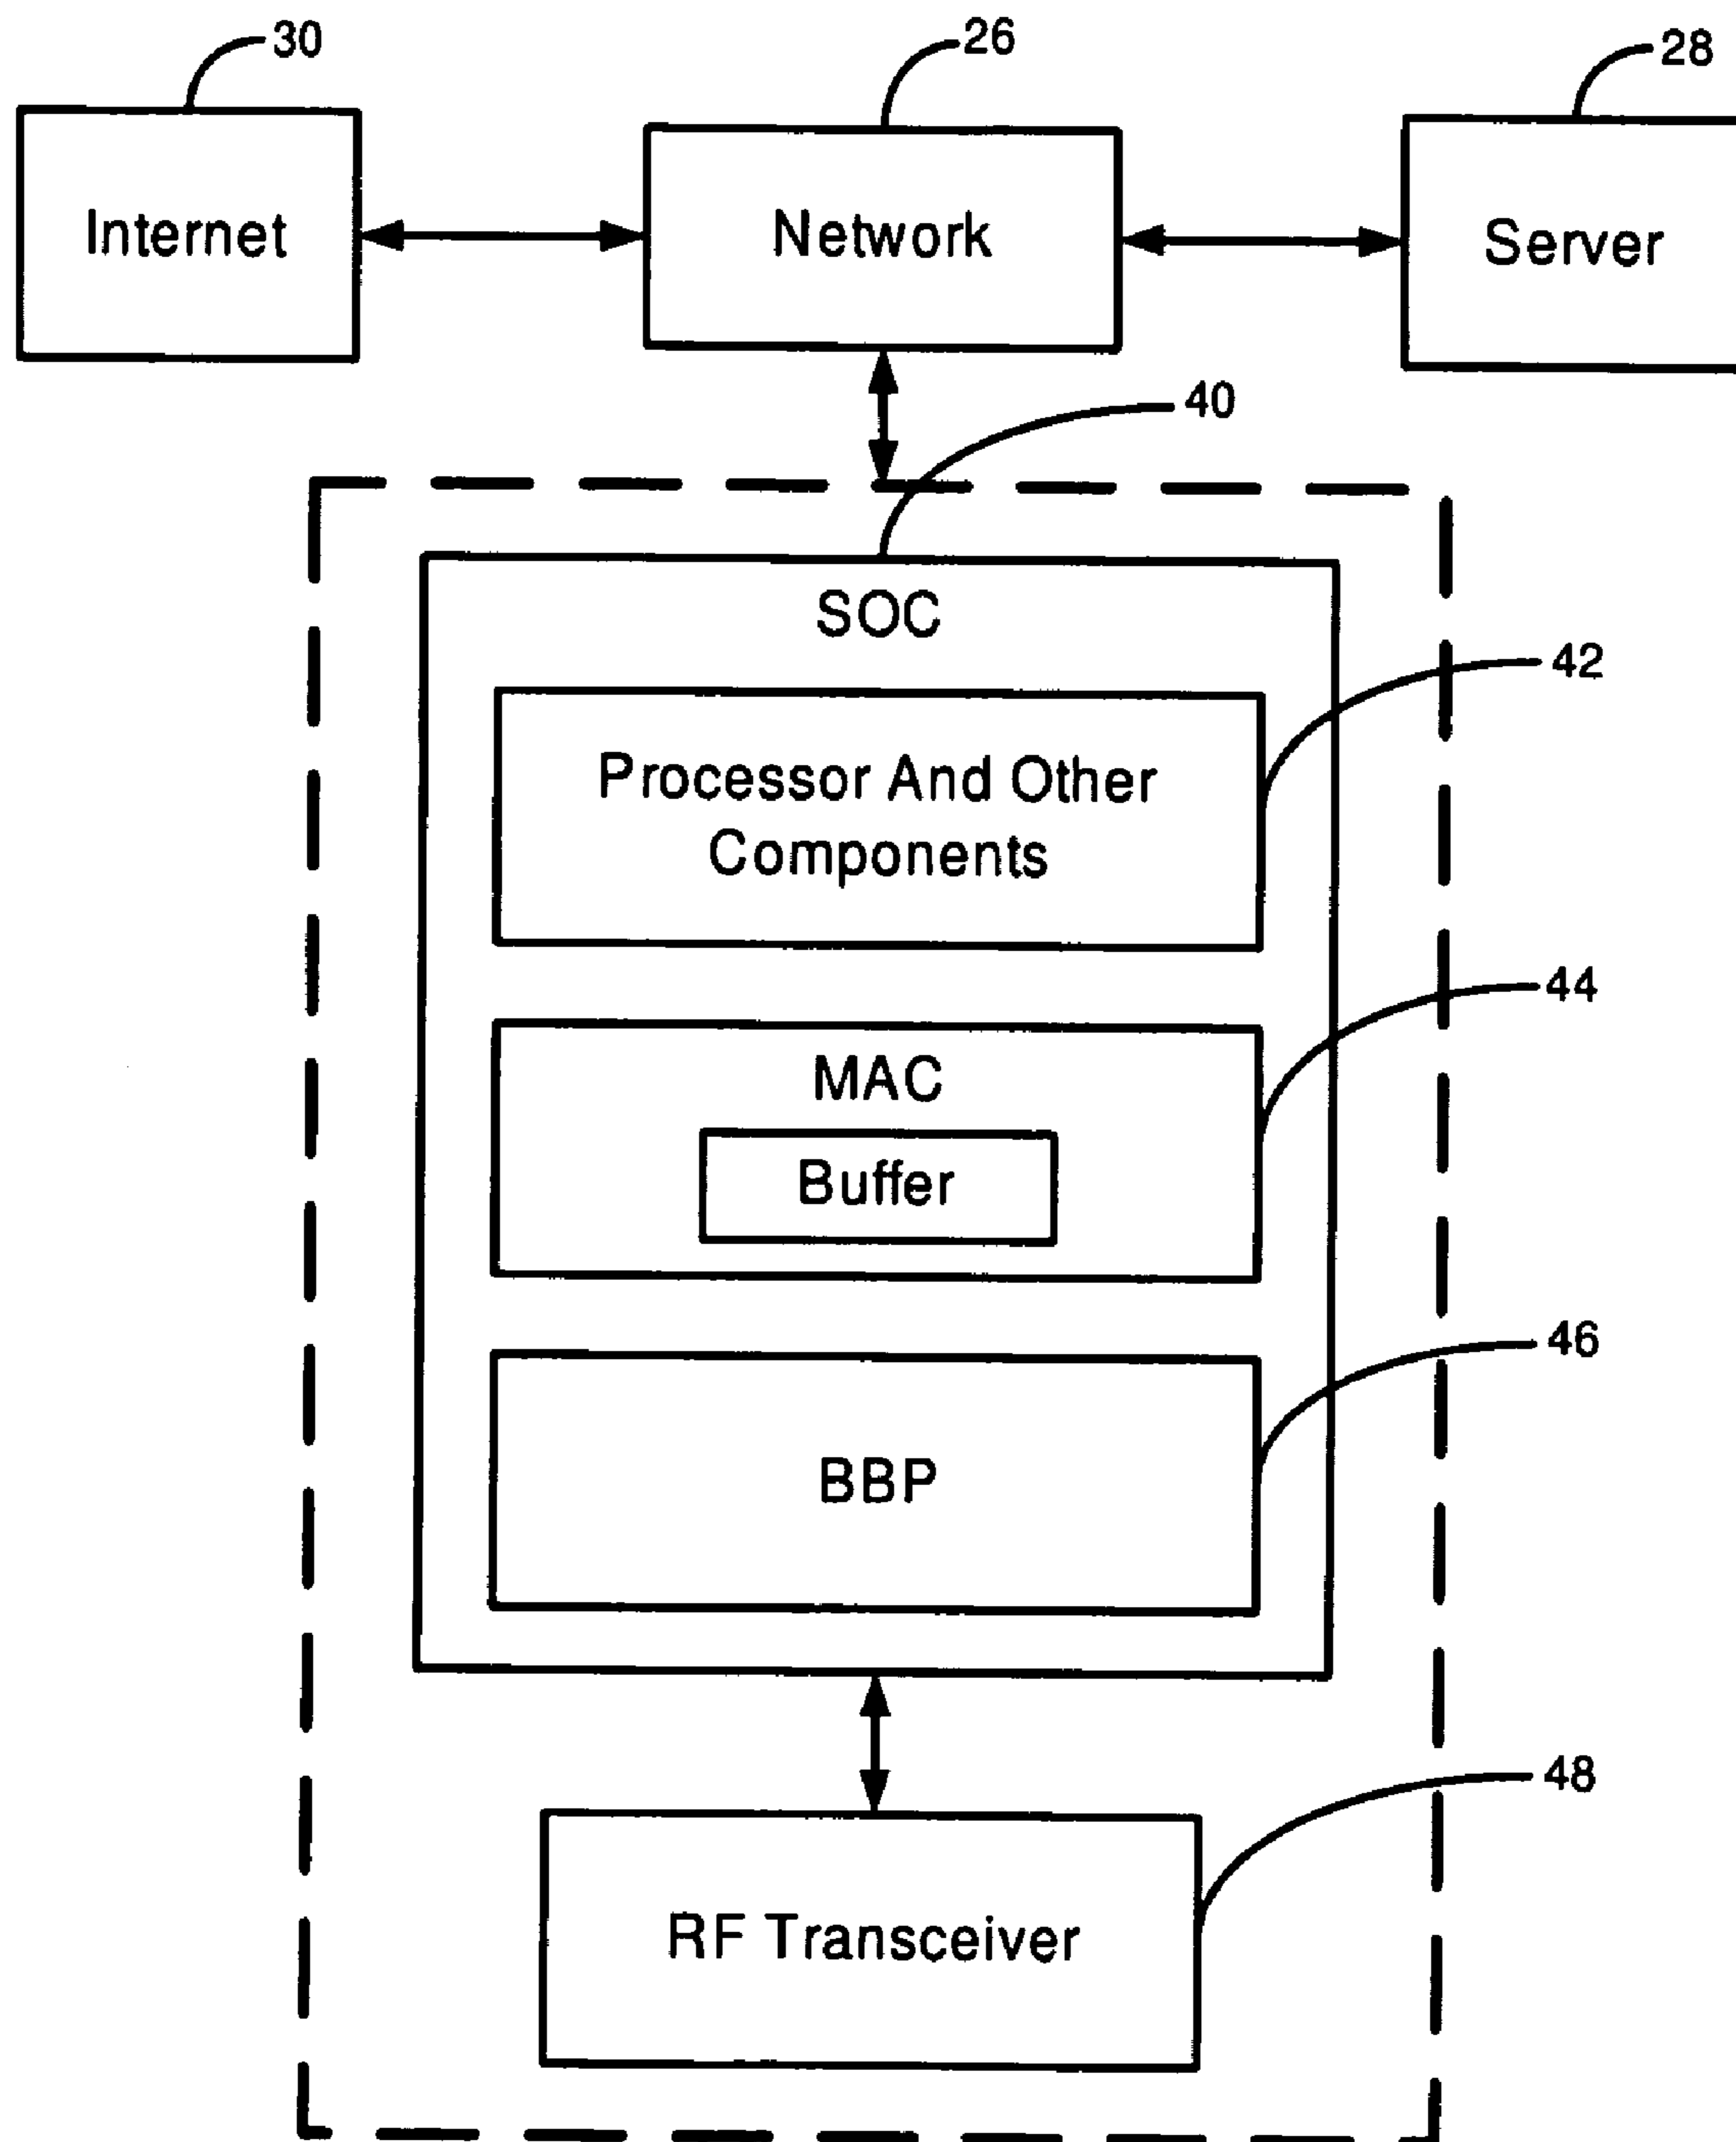 30
26
28
Internet
Network
Server
40
SOC
42
Processor And Other
Components
44
MAC
Buffer
46
BBP
48
RF Transceiver